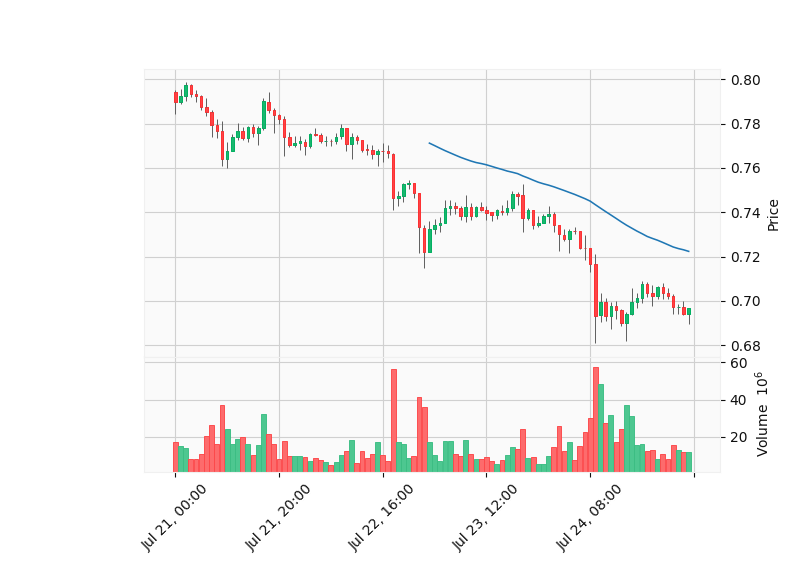 0.80
0.78
0.76
0.74
0.72
0.70
0.68
Price
60
40
20
Volume 10⁶
Jul 21, 00:00
Jul 21, 20:00
Jul 22, 16:00
Jul 23, 12:00
Jul 24, 08:00